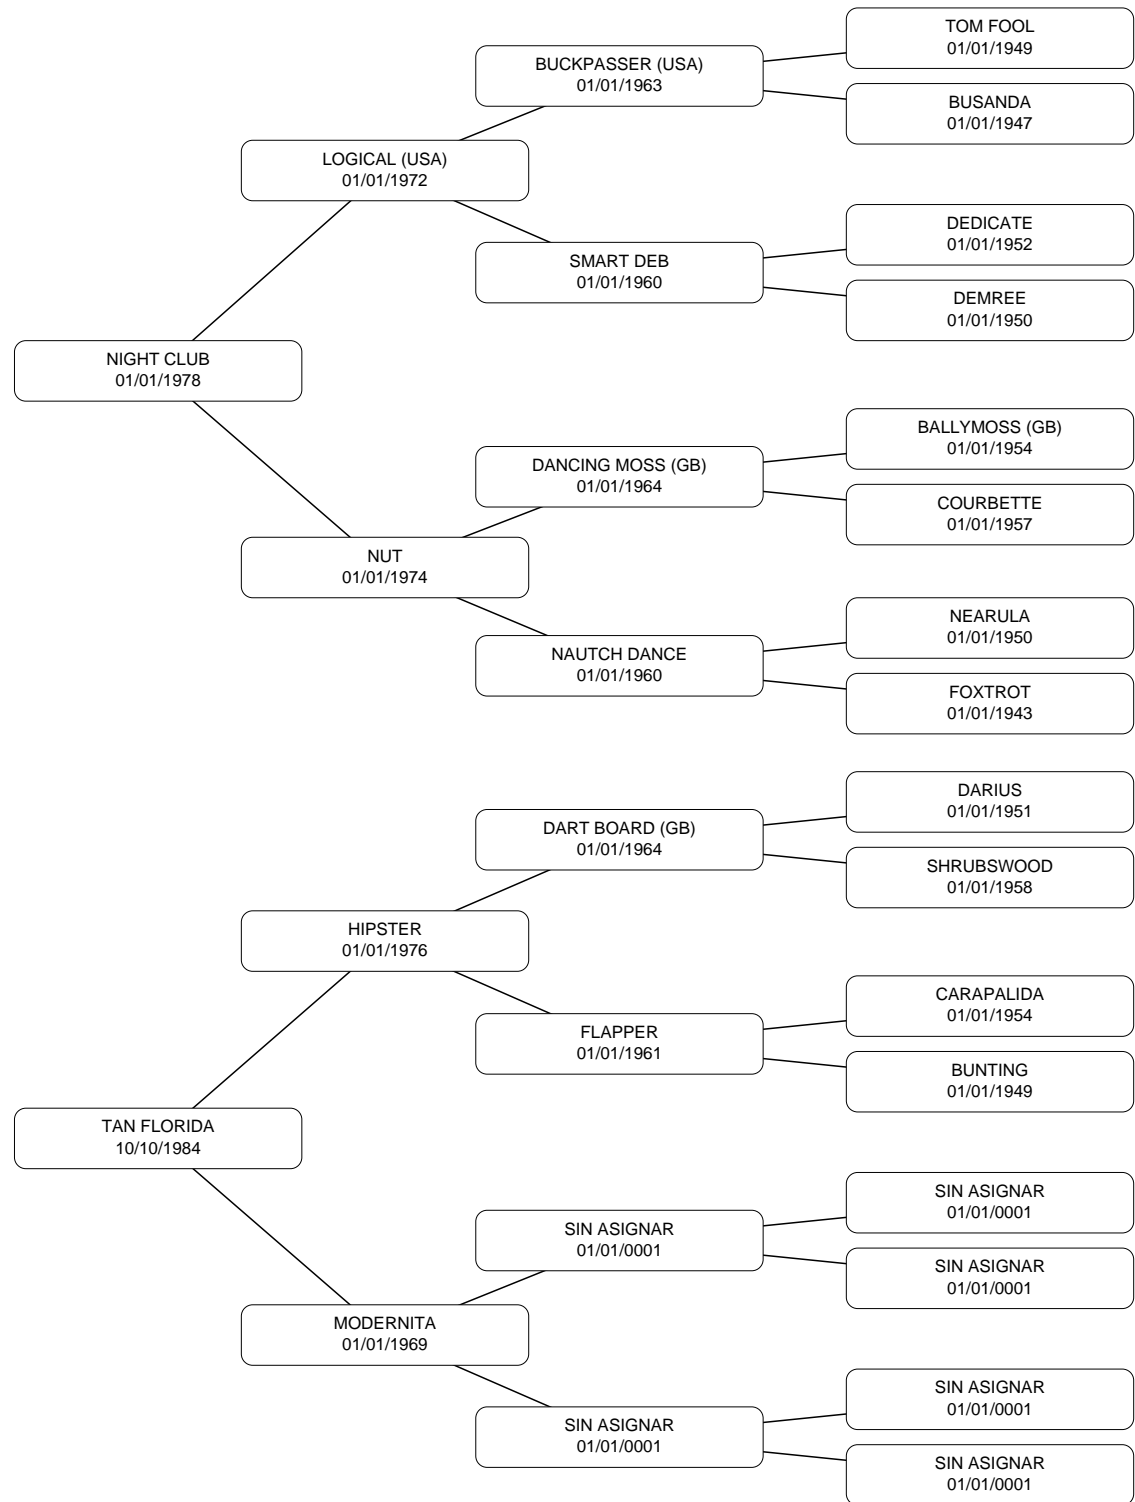 TOM FOOL
01/01/1949
BUCKPASSER (USA)
01/01/1963
BUSANDA
01/01/1947
LOGICAL (USA)
01/01/1972
DEDICATE
01/01/1952
SMART DEB
01/01/1960
DEMREE
01/01/1950
NIGHT CLUB
01/01/1978
BALLYMOSS (GB)
01/01/1954
DANCING MOSS (GB)
01/01/1964
COURBETTE
01/01/1957
NUT
01/01/1974
NEARULA
01/01/1950
NAUTCH DANCE
01/01/1960
FOXTROT
01/01/1943
DARIUS
01/01/1951
DART BOARD (GB)
01/01/1964
SHRUBSWOOD
01/01/1958
HIPSTER
01/01/1976
CARAPALIDA
01/01/1954
FLAPPER
01/01/1961
BUNTING
01/01/1949
TAN FLORIDA
10/10/1984
SIN ASIGNAR
01/01/0001
SIN ASIGNAR
01/01/0001
SIN ASIGNAR
01/01/0001
MODERNITA
01/01/1969
SIN ASIGNAR
01/01/0001
SIN ASIGNAR
01/01/0001
SIN ASIGNAR
01/01/0001